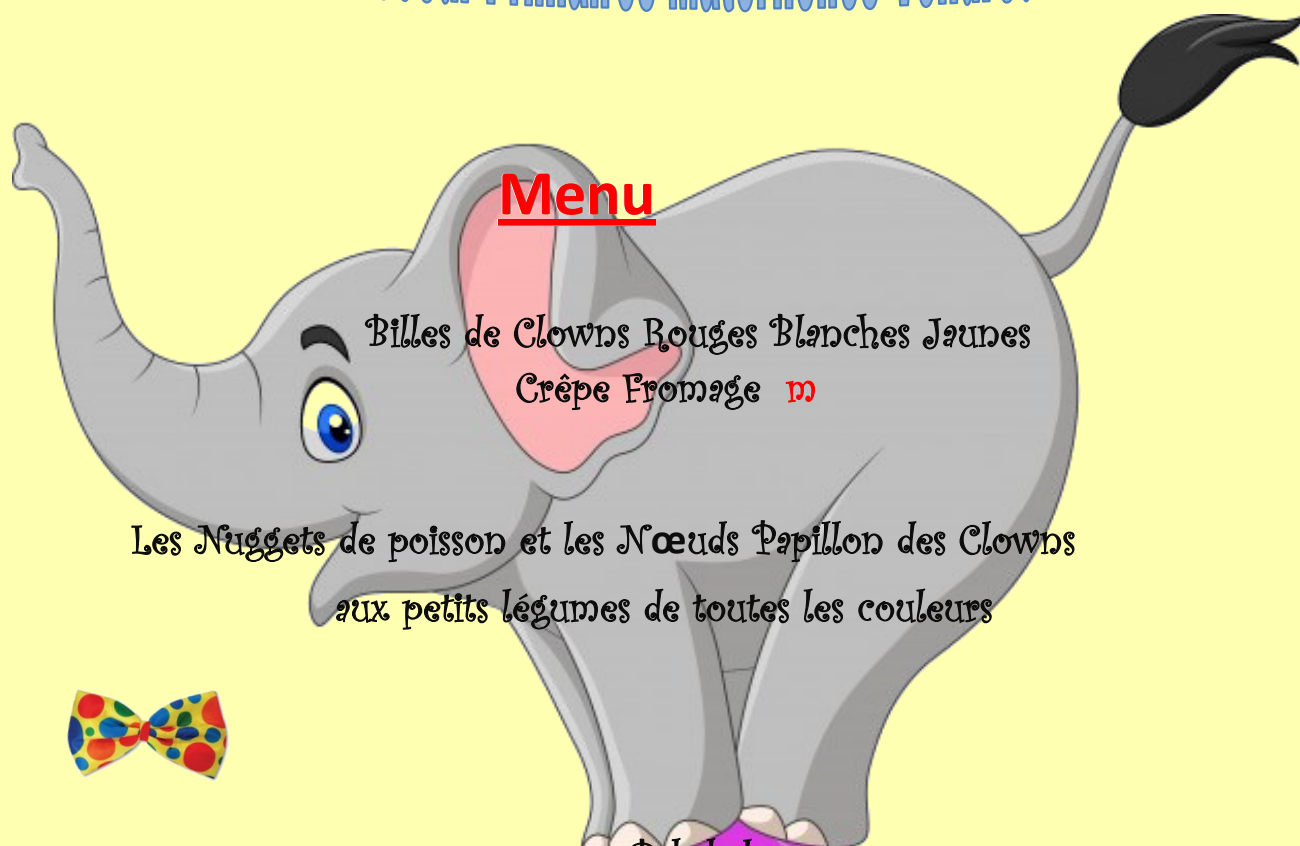 Menu
Billes de Clowns Rouges Blanches Jaunes
Crêpe Fromage m
Les Nuggets de poisson et les Nœuds Papillon des Clowns
aux petits légumes de toutes les couleurs